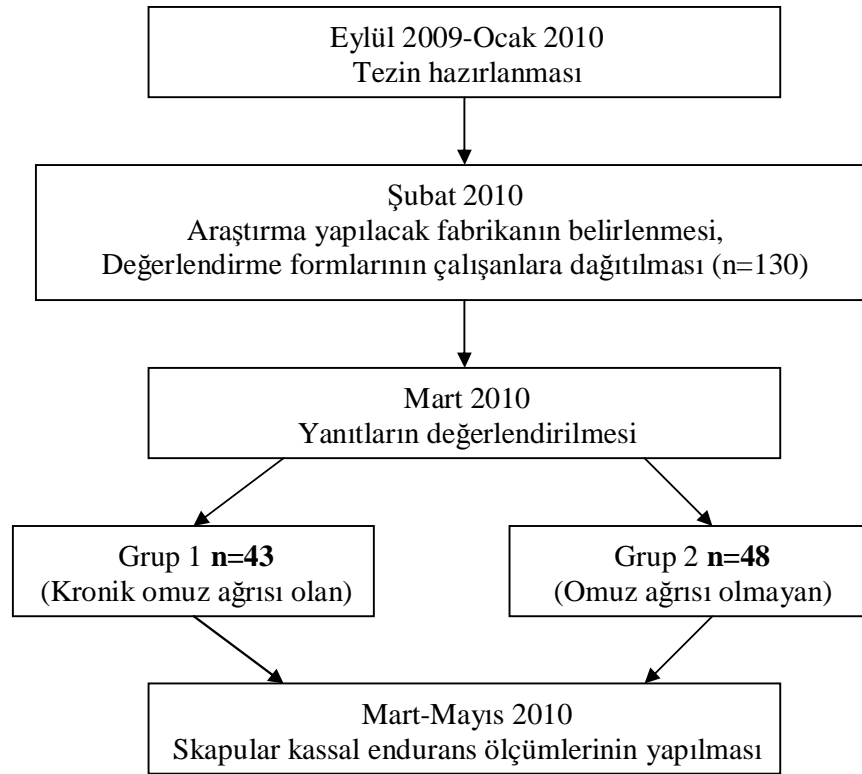 Eylül 2009-Ocak 2010
Tezin hazırlanması
Şubat 2010
Araştırma yapılacak fabrikanın belirlenmesi,
Değerlendirme formlarının çalışanlara dağıtılması (n=130)
Mart 2010
Yanıtların değerlendirilmesi
Grup 1 n=43
(Kronik omuz ağrısı olan)
Grup 2 n=48
(Omuz ağrısı olmayan)
Mart-Mayıs 2010
Skapular kassal endurans ölçümlerinin yapılması